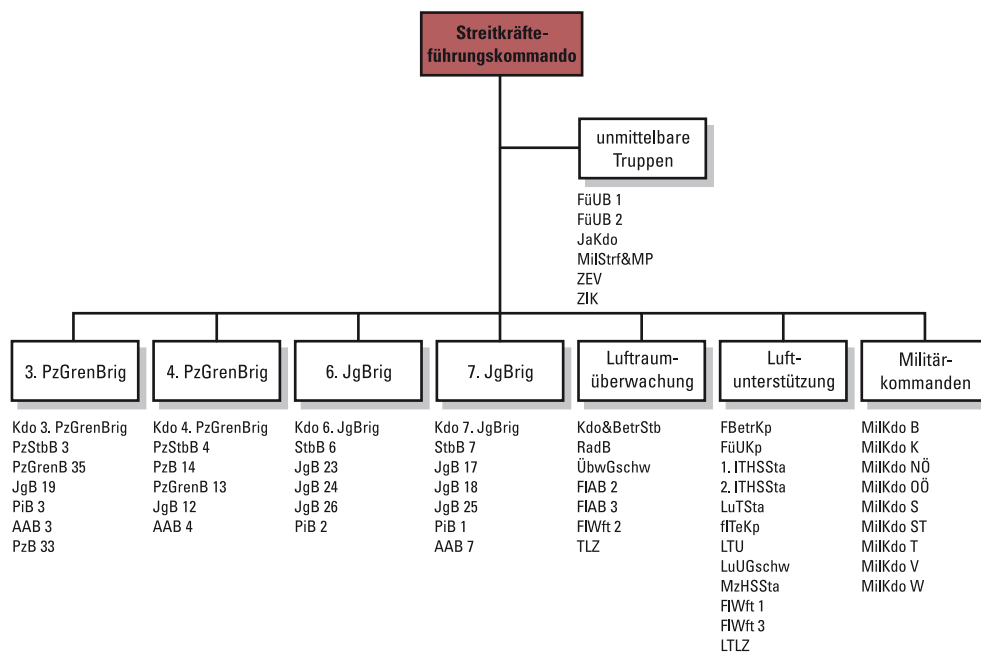 Streitkräfte-
führungskommando
unmittelbare
Truppen
FüUB 1
FüUB 2
JaKdo
MilStrf&MP
ZEV
ZIK
3. PzGrenBrig
Kdo 3. PzGrenBrig
PzStbB 3
PzGrenB 35
JgB 19
PiB 3
AAB 3
PzB 33
4. PzGrenBrig
Kdo 4. PzGrenBrig
PzStbB 4
PzB 14
PzGrenB 13
JgB 12
AAB 4
6. JgBrig
Kdo 6. JgBrig
StbB 6
JgB 23
JgB 24
JgB 26
PiB 2
7. JgBrig
Kdo 7. JgBrig
StbB 7
JgB 17
JgB 18
JgB 25
PiB 1
AAB 7
Luftraum-
überwachung
Kdo&BetrStb
RadB
ÜbwGschw
FlAB 2
FlAB 3
FlWft 2
TLZ
Luft-
unterstützung
FBetrKp
FüUKp
1. lTHSSta
2. lTHSSta
LuTSta
flTeKp
LTU
LuUGschw
MzHSSta
FlWft 1
FlWft 3
LTLZ
Militär-
kommanden
MilKdo B
MilKdo K
MilKdo NÖ
MilKdo OÖ
MilKdo S
MilKdo ST
MilKdo T
MilKdo V
MilKdo W